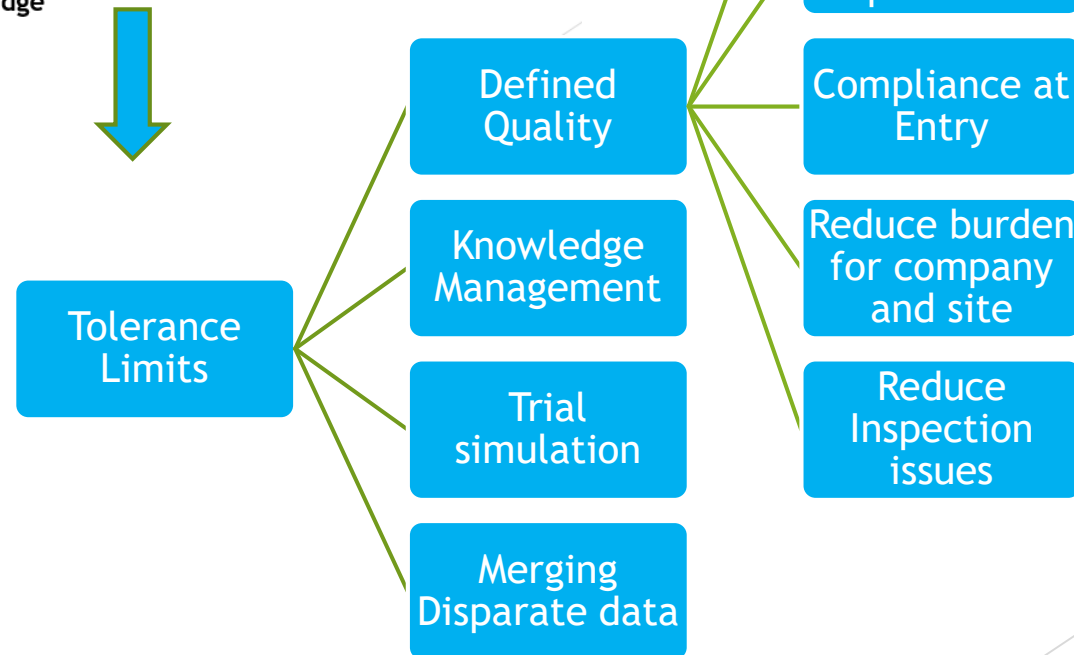 Defined
Quality
Compliance at
Entry
Knowledge
Management
Reduce burden
for company
and site
Tolerance
Limits
Trial
simulation
Reduce
Inspection
issues
Merging
Disparate data